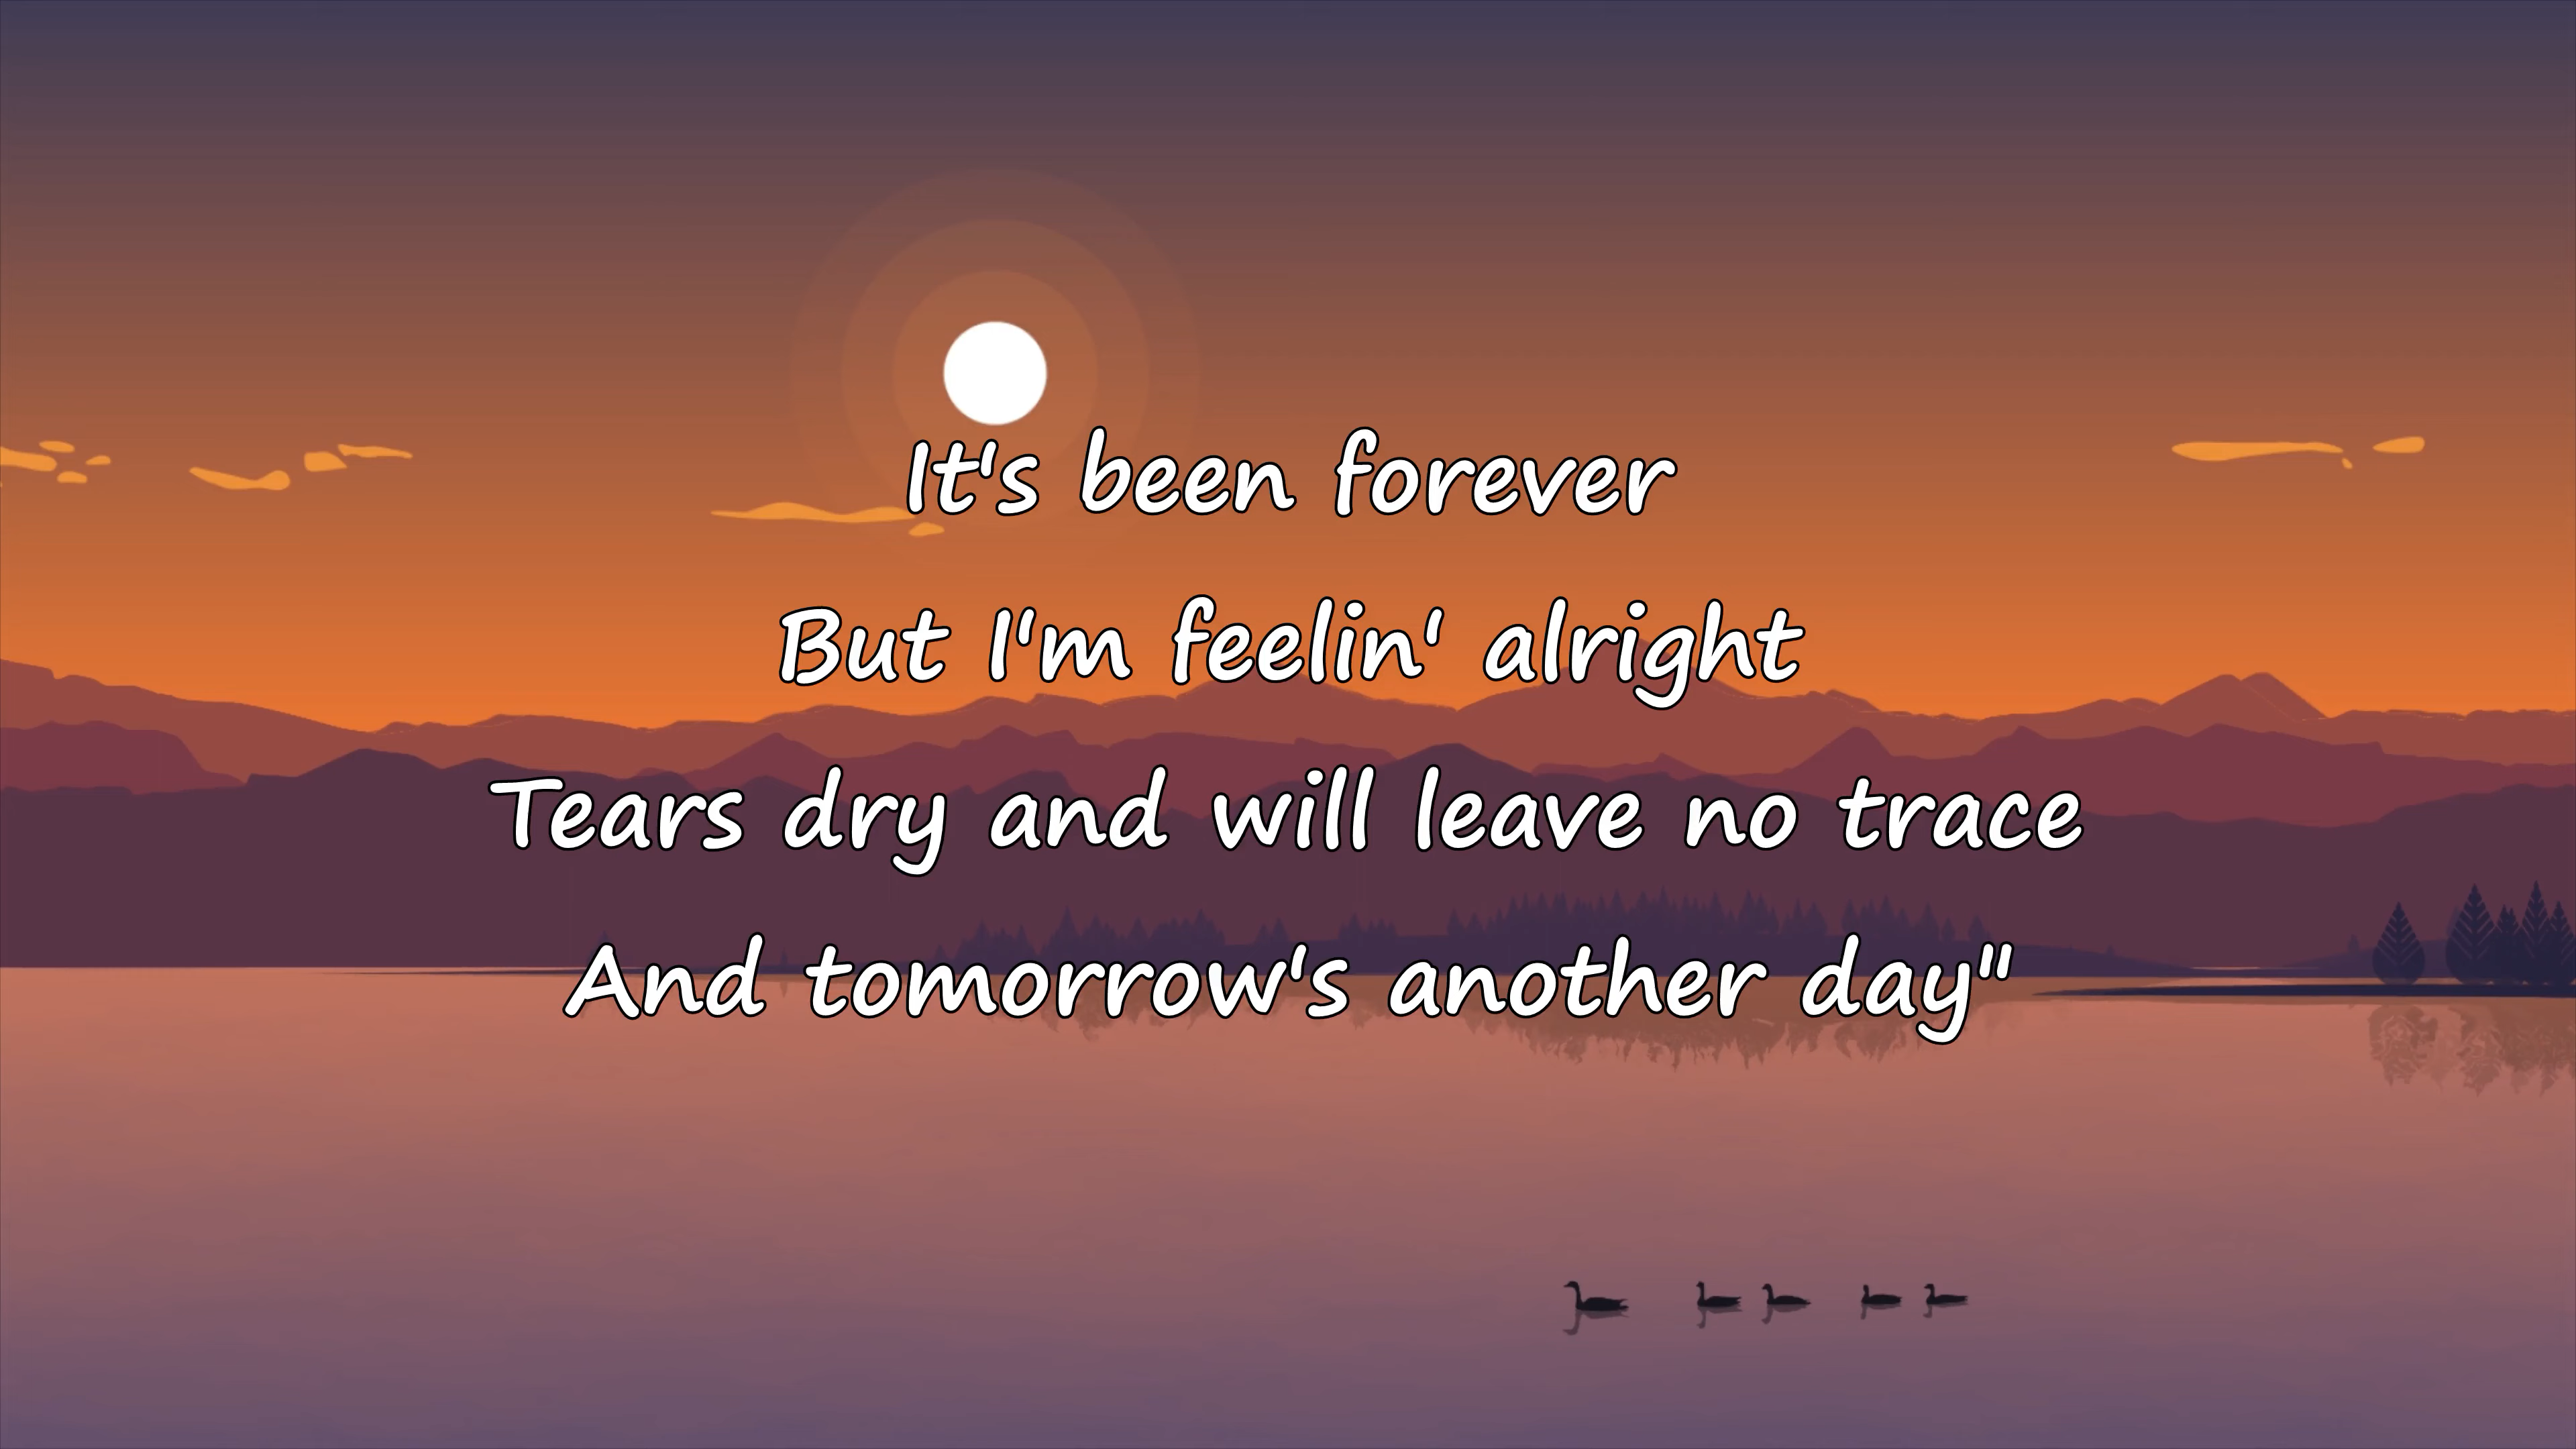 It's been forever
But I'm feelin' alright
Tears dry and will leave no trace
And tomorrow's another day"